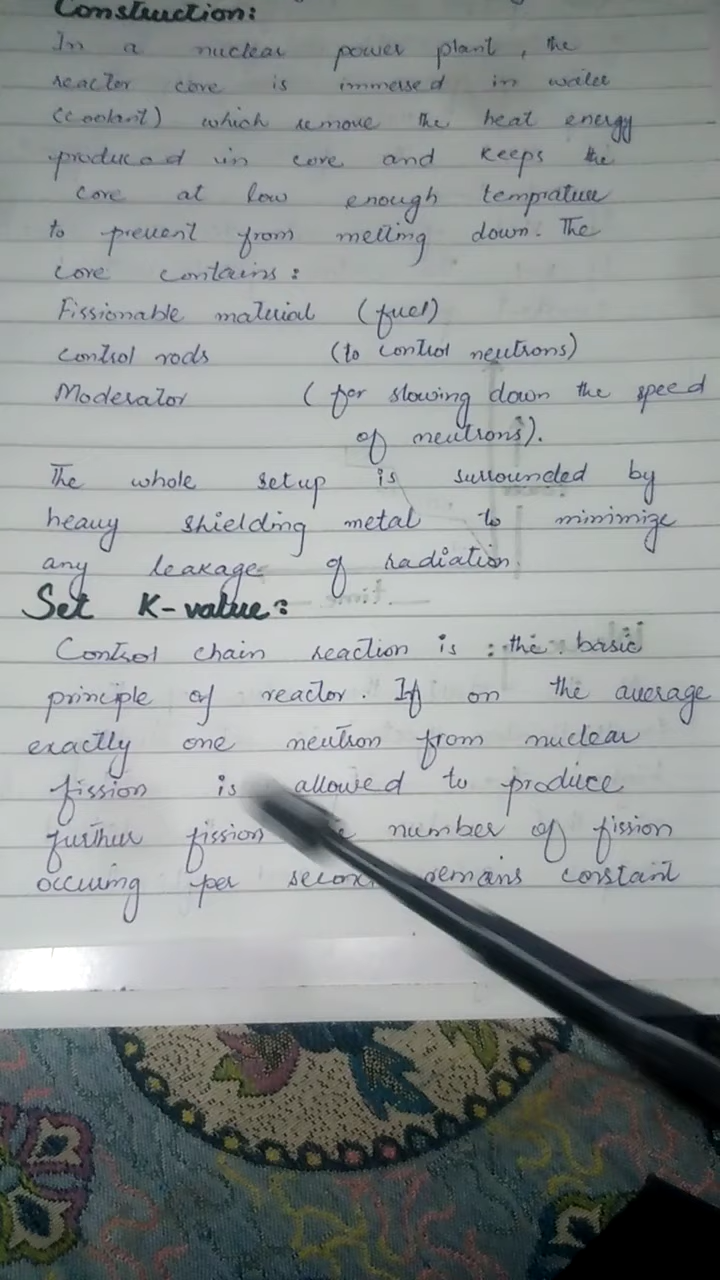 Construction:
In a nuclear power plant, the
reactor core is immersed in water
(coolant) which remove the heat energy
produced in core and keeps the
core at low enough temprature
to prevent from melting down. The
core contains:
Fissionable material (fuel)
Control rods (to control neutrons)
Moderator (for slowing down the speed
of neutrons).
The whole setup is surrounded by
heavy shielding metal to minimize
any leakage of radiation.
Set K-value:
Control chain reaction is : the basic
principle of reactor. If on the average
exactly one neutron from nuclear
fission is allowed to produce
further fission number of fission
occuring per remains constant